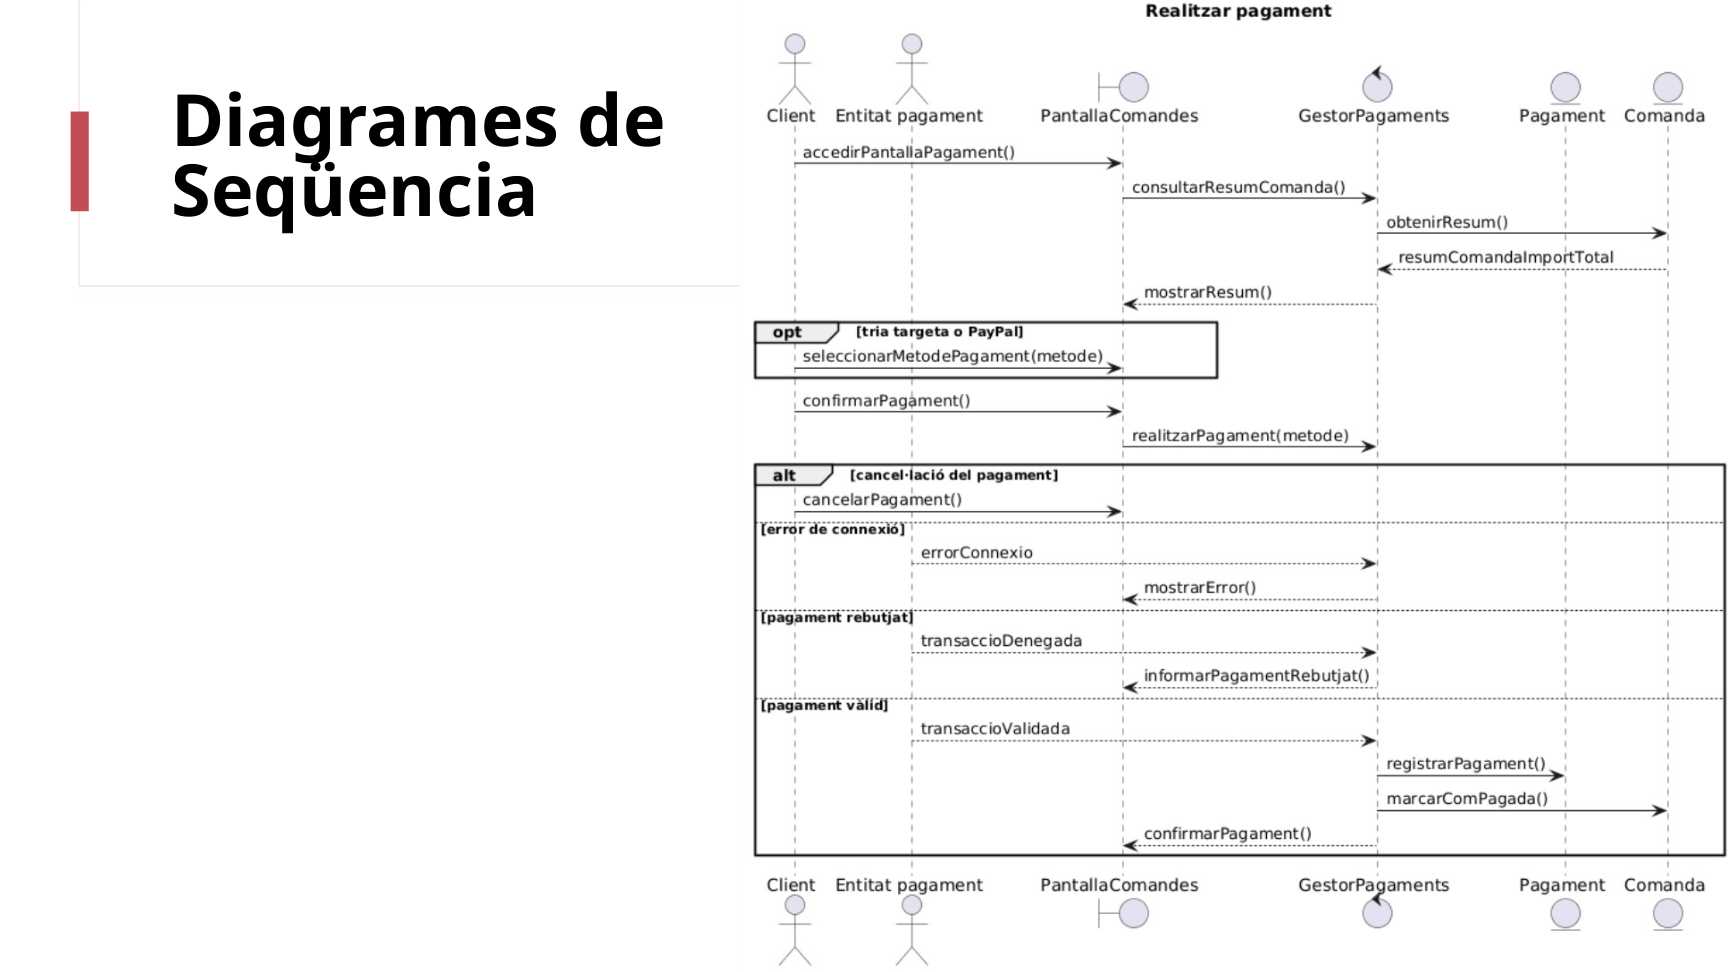 Diagrames de
Seqüencia
Realitzar pagament
Client
Entitat pagament
PantallaComandes
GestorPagaments
Pagament
Comanda
accedirPantallaPagament()
consultarResumComanda()
obtenirResum()
resumComandaImportTotal
mostrarResum()
opt
[tria targeta o PayPal]
seleccionarMetodePagament(metode)
confirmarPagament()
realitzarPagament(metode)
alt
[cancel·lació del pagament]
cancelarPagament()
[error de connexió]
errorConnexio
mostrarError()
[pagament rebutjat]
transaccioDenegada
informarPagamentRebutjat()
[pagament vàlid]
transaccioValidada
registrarPagament()
marcarComPagada()
confirmarPagament()
Client
Entitat pagament
PantallaComandes
GestorPagaments
Pagament
Comanda